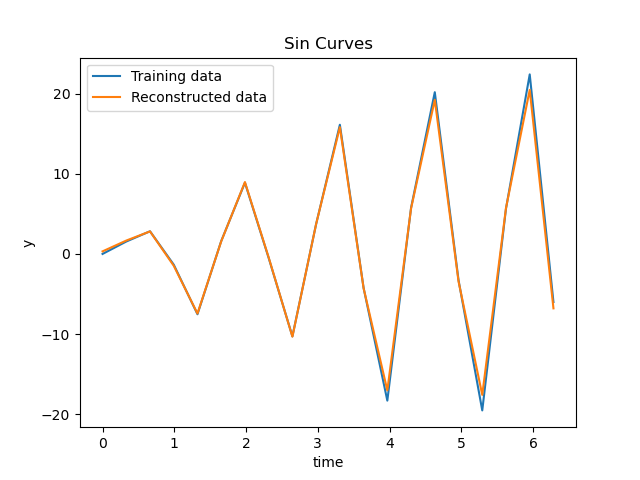 Sin Curves
Training data
Reconstructed data
20
10
0
−10
−20
y
0 1 2 3 4 5 6
time